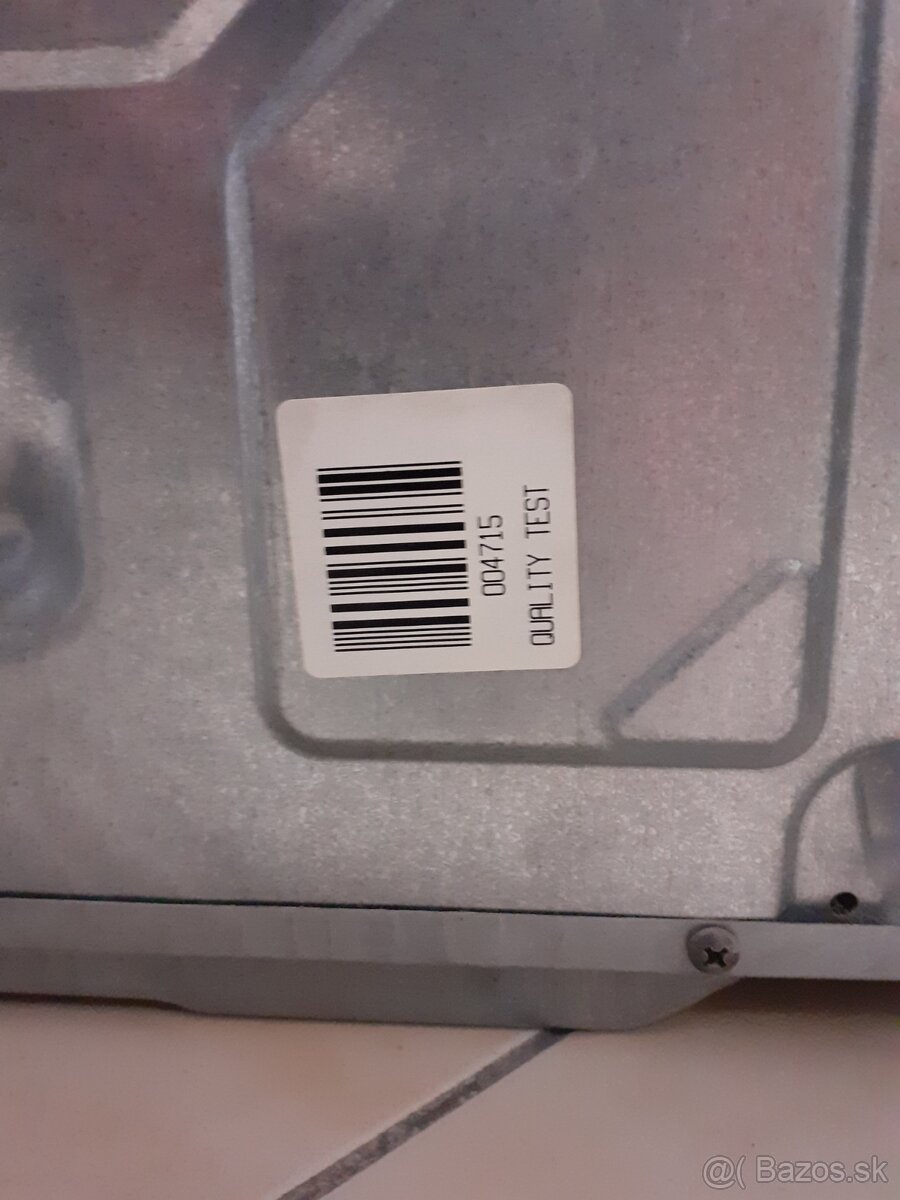 004715
QUALITY TEST
@( Bazos.sk